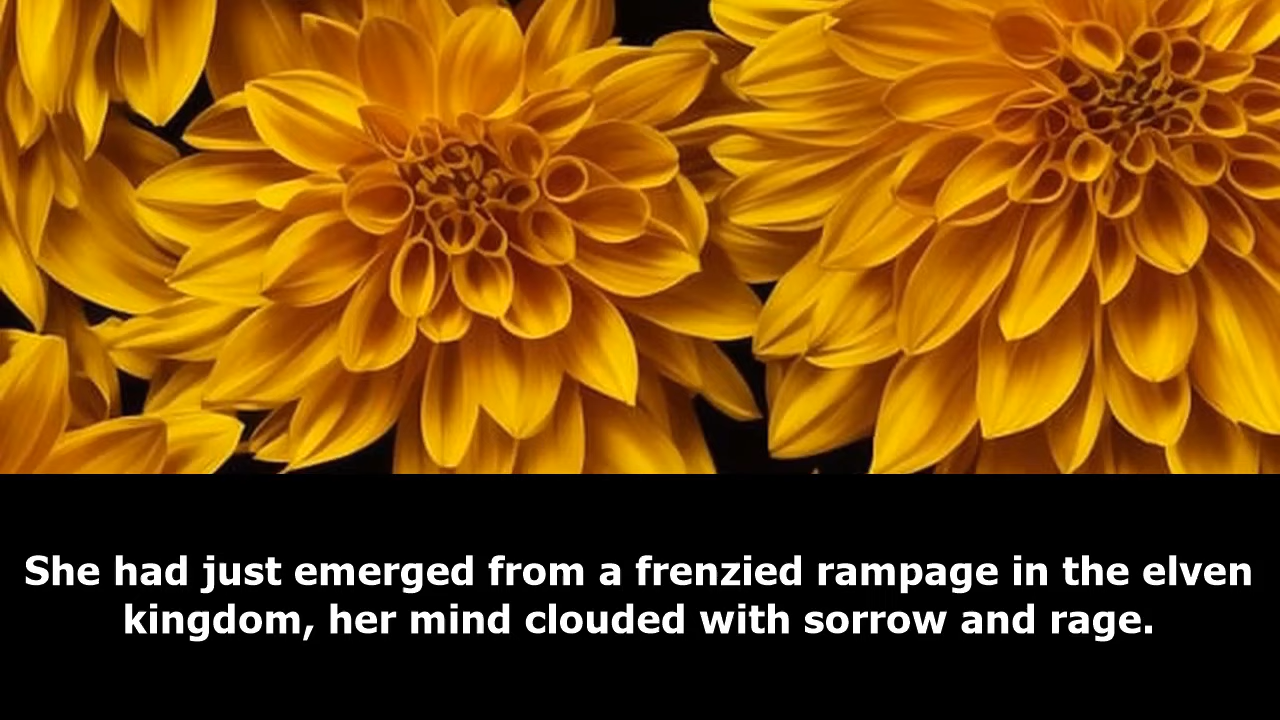 She had just emerged from a frenzied rampage in the elven
kingdom, her mind clouded with sorrow and rage.